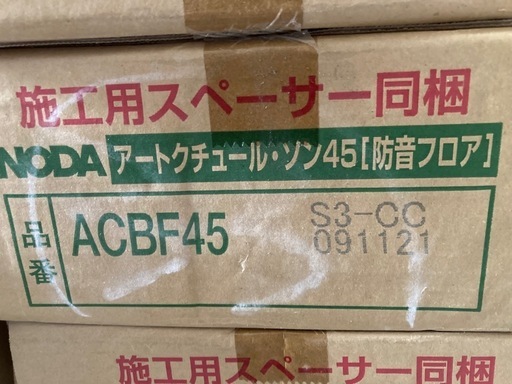 施工用スペーサー同梱
NODA アートクチュール・ソン45[防音フロア]
品番 ACBF45 S3-CC
091121
施工用スペーサー同梱